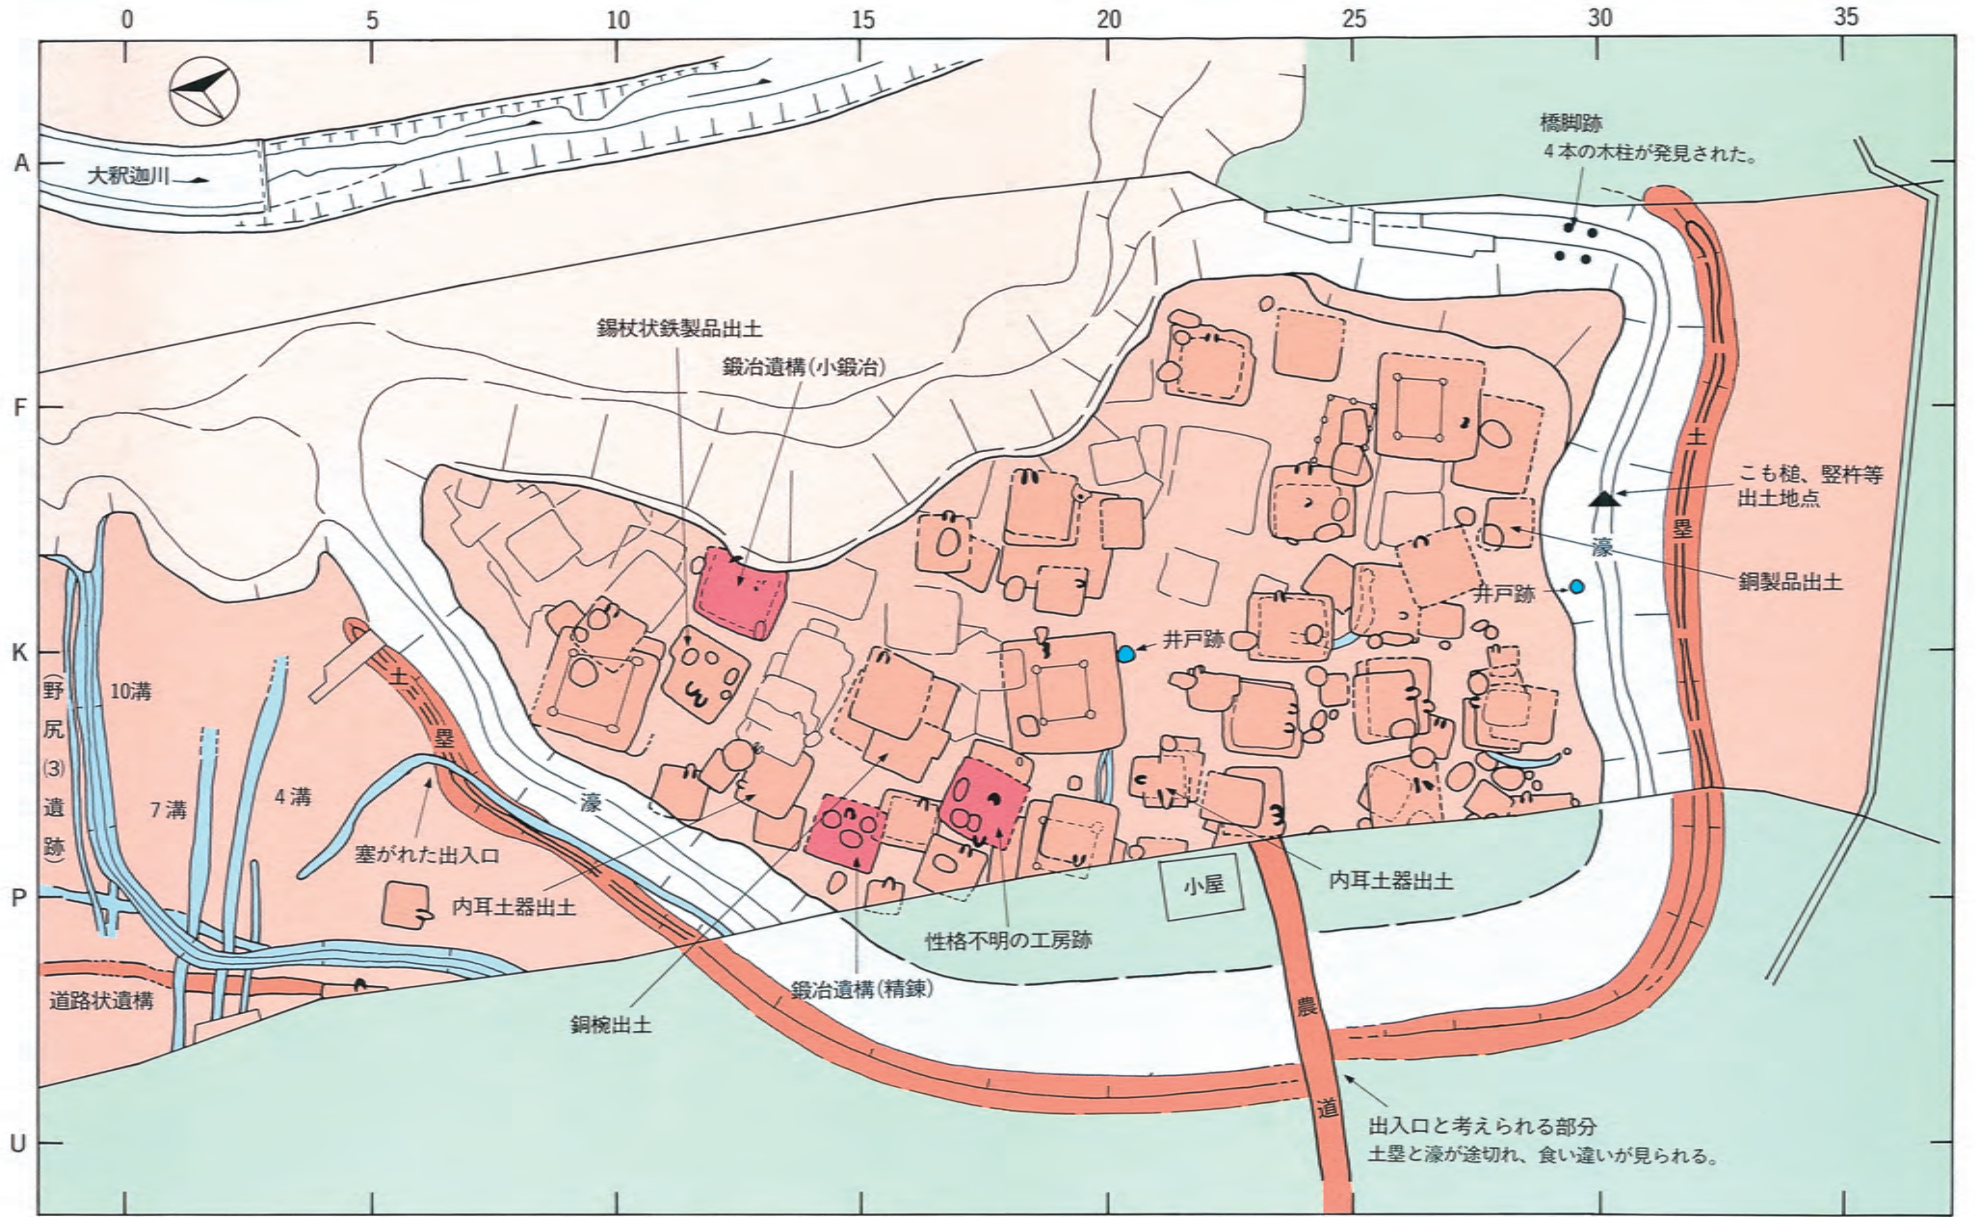 0 5 10 15 20 25 30 35
A
F
K
P
U
大釈迦川
橋脚跡
4本の木柱が発見された。
錫杖状鉄製品出土
鍛冶遺構(小鍛冶)
こも槌、竪杵等
出土地点
銅製品出土
井戸跡
井戸跡
土
塁
濠
土
塁
濠
(野尻(3)遺跡)
10溝
7溝
4溝
塞がれた出入口
内耳土器出土
内耳土器出土
小屋
性格不明の工房跡
鍛冶遺構(精錬)
銅椀出土
道路状遺構
農
道
出入口と考えられる部分
土塁と濠が途切れ、食い違いが見られる。